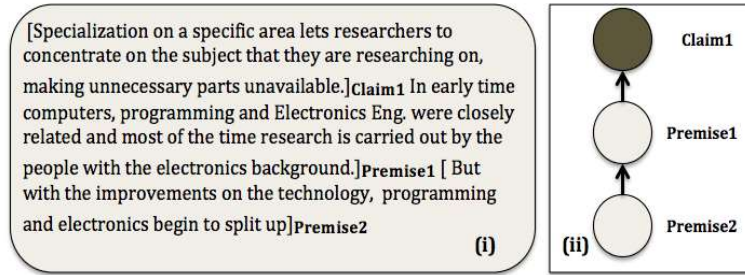 [Specialization on a specific area lets researchers to
concentrate on the subject that they are researching on,
making unnecessary parts unavailable.]Claim1 In early time
computers, programming and Electronics Eng. were closely
related and most of the time research is carried out by the
people with the electronics background.]Premise1 [ But
with the improvements on the technology, programming
and electronics begin to split up]Premise2
(i)
Claim1
Premise1
Premise2
(ii)